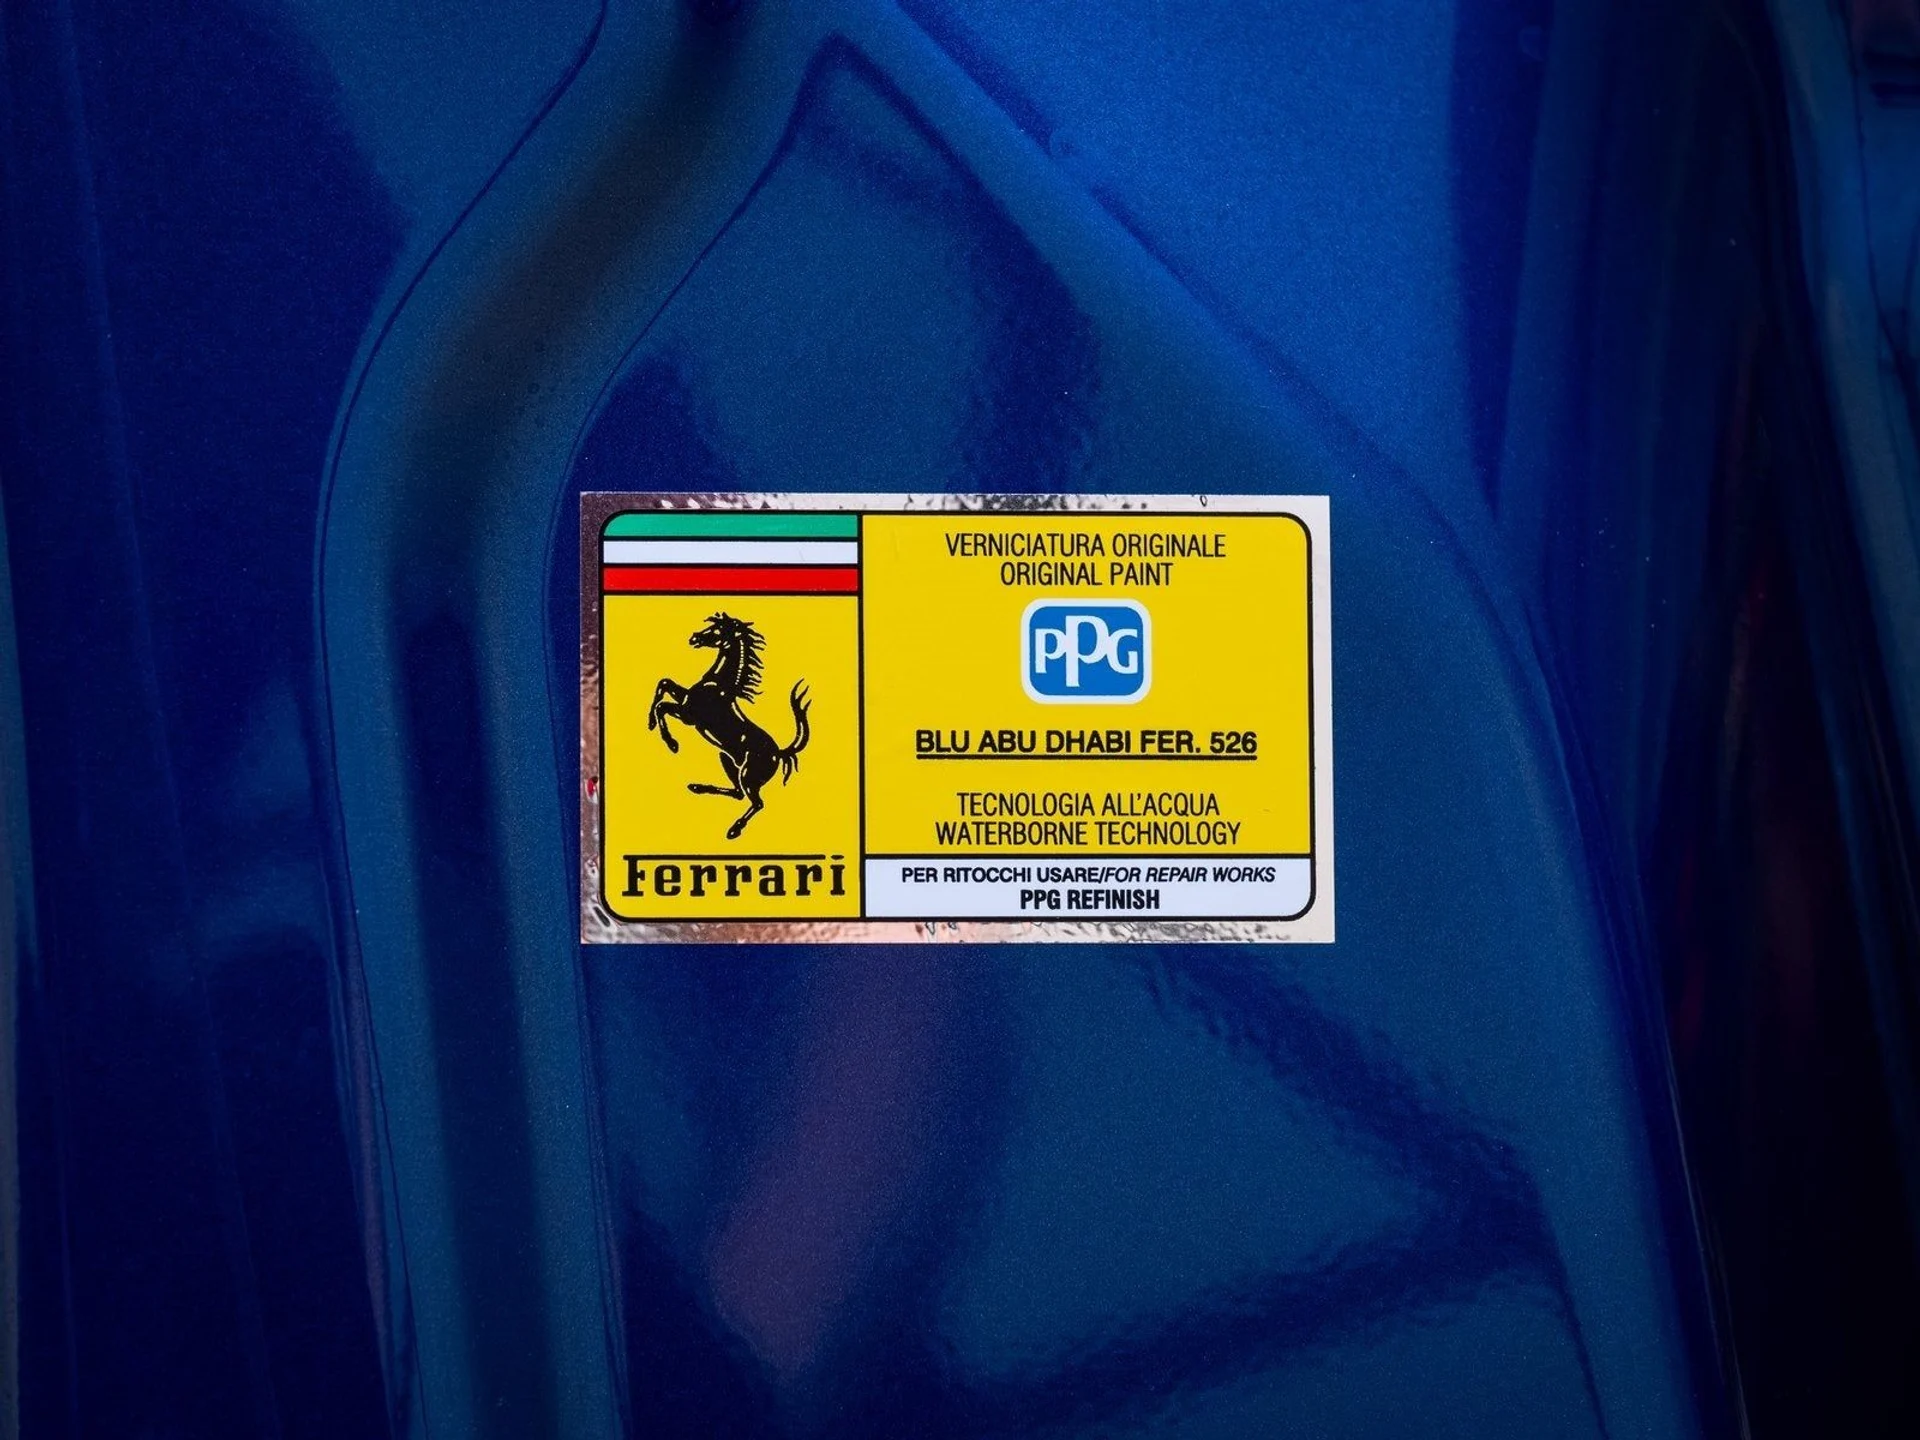 VERNICIATURA ORIGINALE
ORIGINAL PAINT
PPG
BLU ABU DHABI FER. 526
TECNOLOGIA ALL'ACQUA
WATERBORNE TECHNOLOGY
Ferrari
PER RITOCCHI USARE/FOR REPAIR WORKS
PPG REFINISH